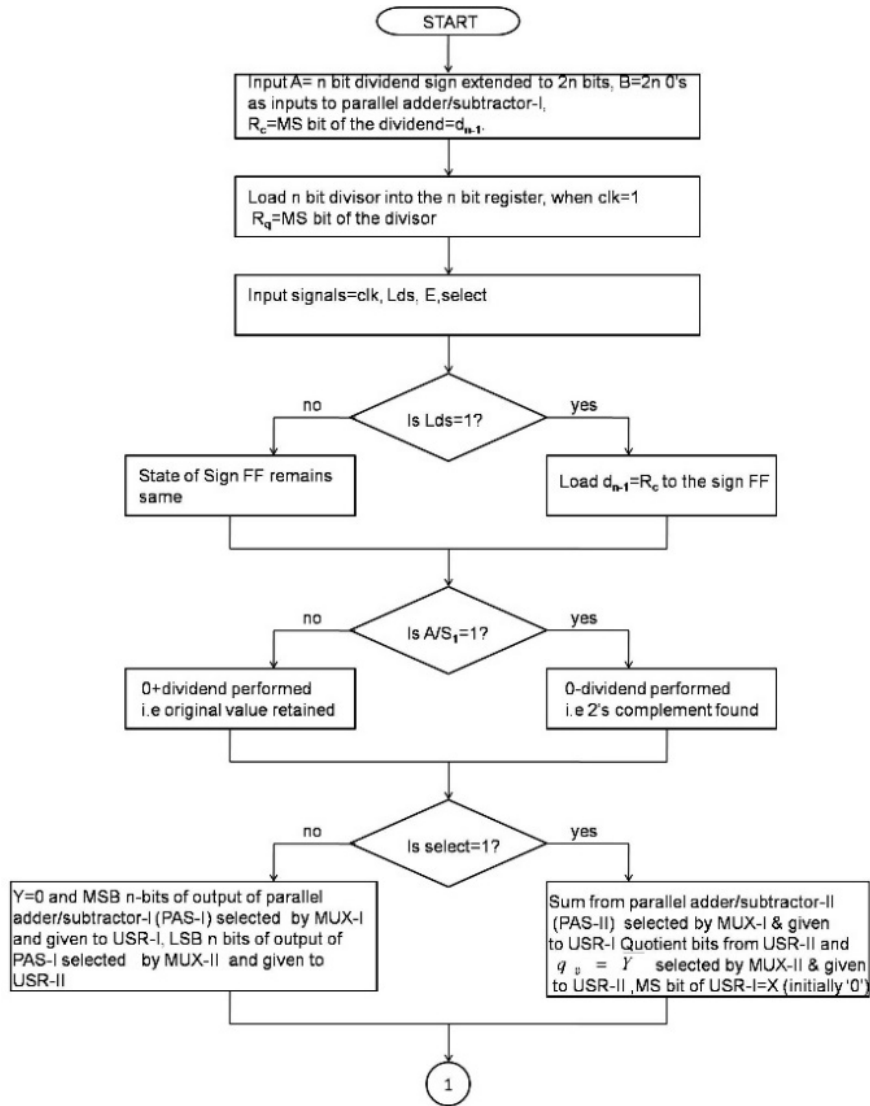 START
Input A= n bit dividend sign extended to 2n bits, B=2n 0's
as inputs to parallel adder/subtractor-I,
R_c=MS bit of the dividend=d_n-1.
Load n bit divisor into the n bit register, when clk=1
R_q=MS bit of the divisor
Input signals=clk, Lds, E,select
no
Is Lds=1?
yes
State of Sign FF remains
same
Load d_n-1=R_c to the sign FF
no
Is A/S_1=1?
yes
0+dividend performed
i.e original value retained
0-dividend performed
i.e 2's complement found
no
Is select=1?
yes
Y=0 and MSB n-bits of output of parallel
adder/subtractor-I (PAS-I) selected by MUX-I
and given to USR-I, LSB n bits of output of
PAS-I selected by MUX-II and given to
USR-II
Sum from parallel adder/subtractor-II
(PAS-II) selected by MUX-I & given
to USR-I Quotient bits from USR-II and
q_0 = Y̅ selected by MUX-II & given
to USR-II ,MS bit of USR-I=X (initially '0')
1